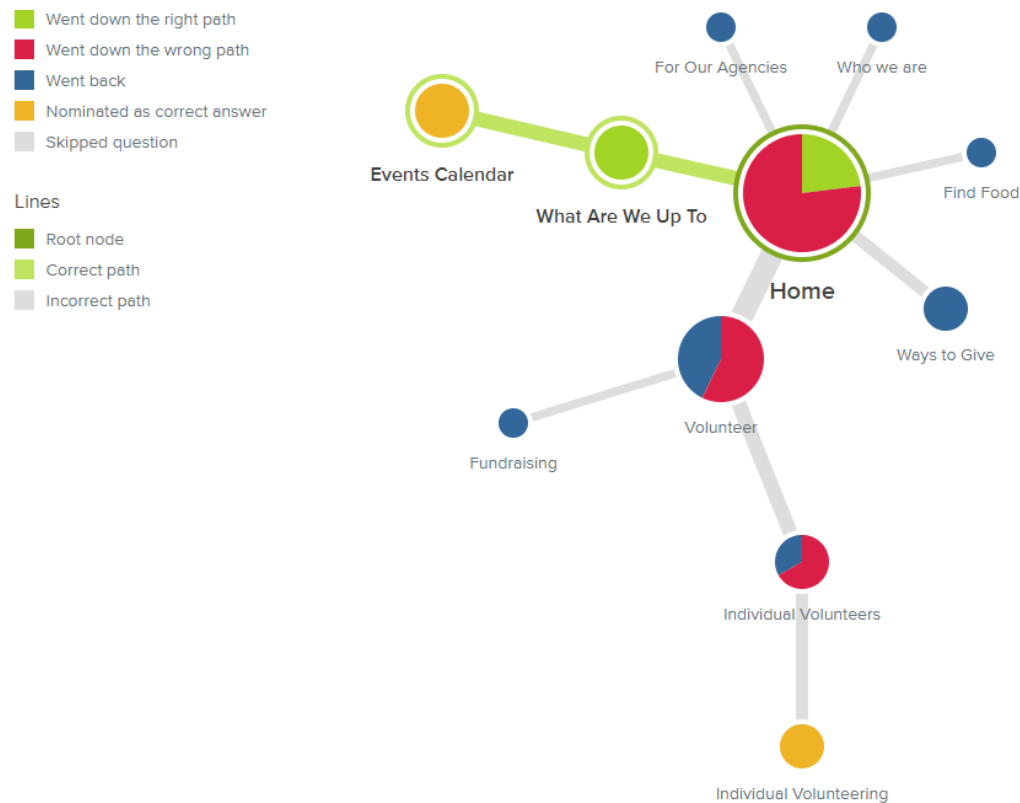 Went down the right path
Went down the wrong path
Went back
Nominated as correct answer
Skipped question
Lines
Root node
Correct path
Incorrect path
For Our Agencies
Who we are
Events Calendar
What Are We Up To
Find Food
Home
Ways to Give
Volunteer
Fundraising
Individual Volunteers
Individual Volunteering